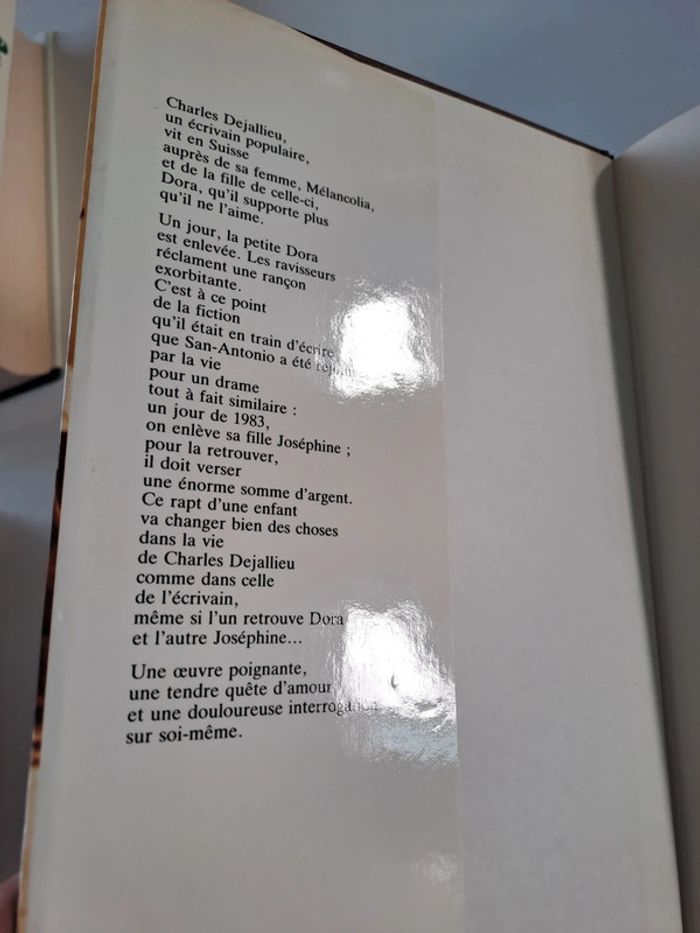 Charles Dejallieu,
un écrivain populaire,
vit en Suisse
auprès de sa femme, Mélancolia,
et de la fille de celle-ci,
Dora, qu'il supporte plus
qu'il ne l'aime.
Un jour, la petite Dora
est enlevée. Les ravisseurs
réclament une rançon
exorbitante.
C'est à ce point
de la fiction
qu'il était en train d'écrire
que San-Antonio a été
par la vie
pour un drame
tout à fait similaire :
un jour de 1983,
on enlève sa fille Joséphine ;
pour la retrouver,
il doit verser
une énorme somme d'argent.
Ce rapt d'une enfant
va changer bien des choses
dans la vie
de Charles Dejallieu
comme dans celle
de l'écrivain,
même si l'un retrouve Dora
et l'autre Joséphine...
Une œuvre poignante,
une tendre quête d'amour
et une douloureuse interrogation
sur soi-même.